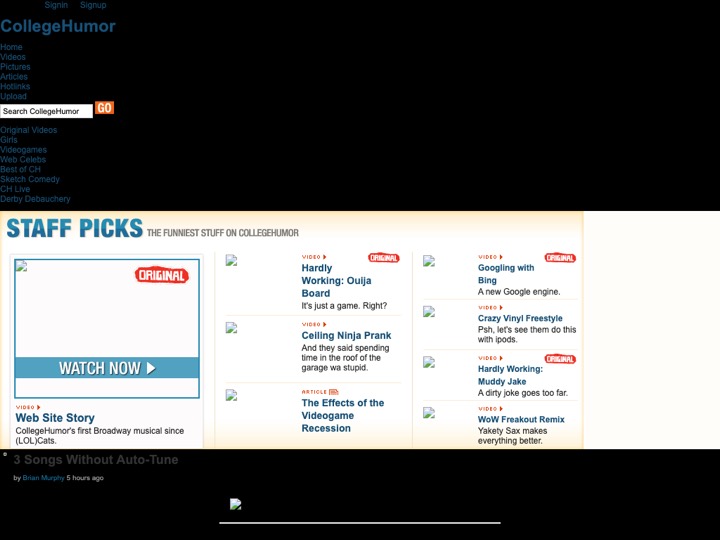 Signin Signup
CollegeHumor
Home
Videos
Pictures
Articles
Hotlinks
Upload
Search CollegeHumor GO
Original Videos
Girls
Videogames
Web Celebs
Best of CH
Sketch Comedy
CH Live
Derby Debauchery
STAFF PICKS THE FUNNIEST STUFF ON COLLEGEHUMOR
ORIGINAL
WATCH NOW
VIDEO
Web Site Story
CollegeHumor's first Broadway musical since
(LOL)Cats.
VIDEO ORIGINAL
Hardly
Working: Ouija
Board
It's just a game. Right?
VIDEO
Ceiling Ninja Prank
And they said spending
time in the roof of the
garage wa stupid.
ARTICLE
The Effects of the
Videogame
Recession
VIDEO ORIGINAL
Googling with
Bing
A new Google engine.
VIDEO
Crazy Vinyl Freestyle
Psh, let's see them do this
with ipods.
VIDEO ORIGINAL
Hardly Working:
Muddy Jake
A dirty joke goes too far.
VIDEO
WoW Freakout Remix
Yakety Sax makes
everything better.
3 Songs Without Auto-Tune
by Brian Murphy 5 hours ago